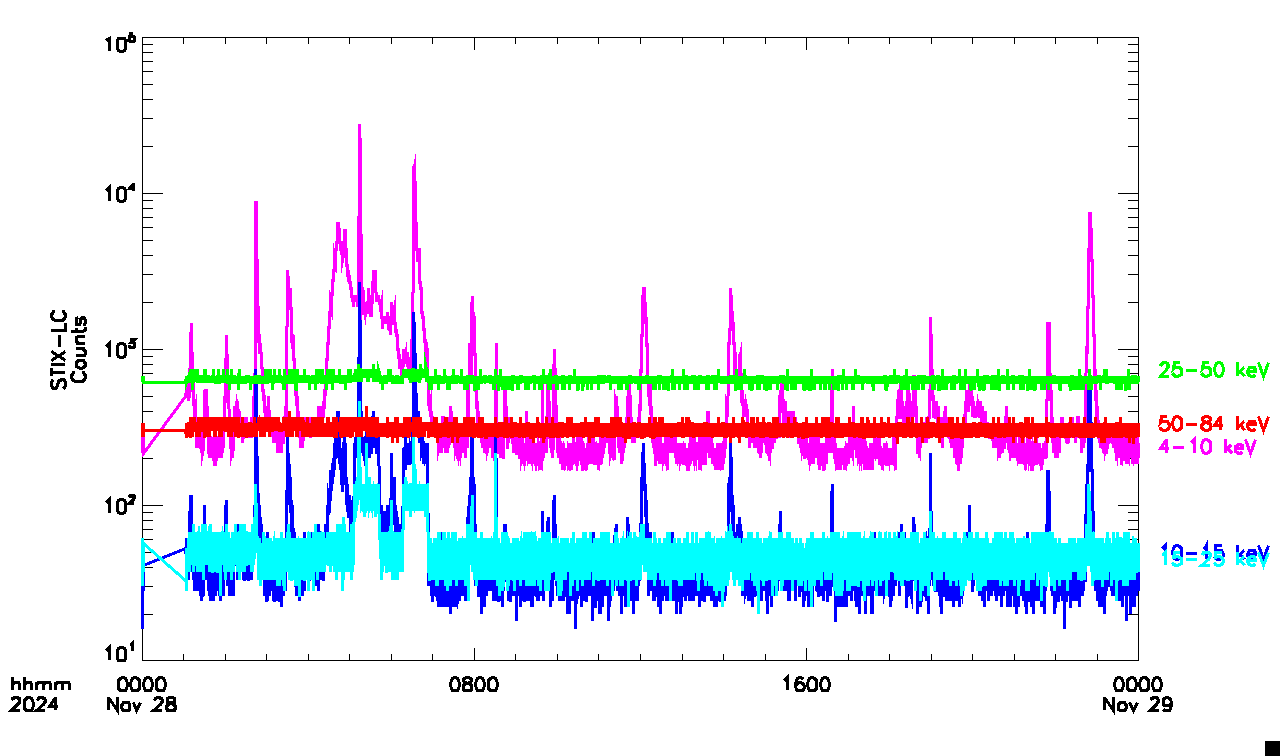 10⁶
10⁴
10³
10²
10¹
STIX-LC
Counts
25-50 keV
50-84 keV
4-10 keV
10-15 keV
15-25 keV
hhmm 0000 0800 1600 0000
2024 Nov 28 Nov 29